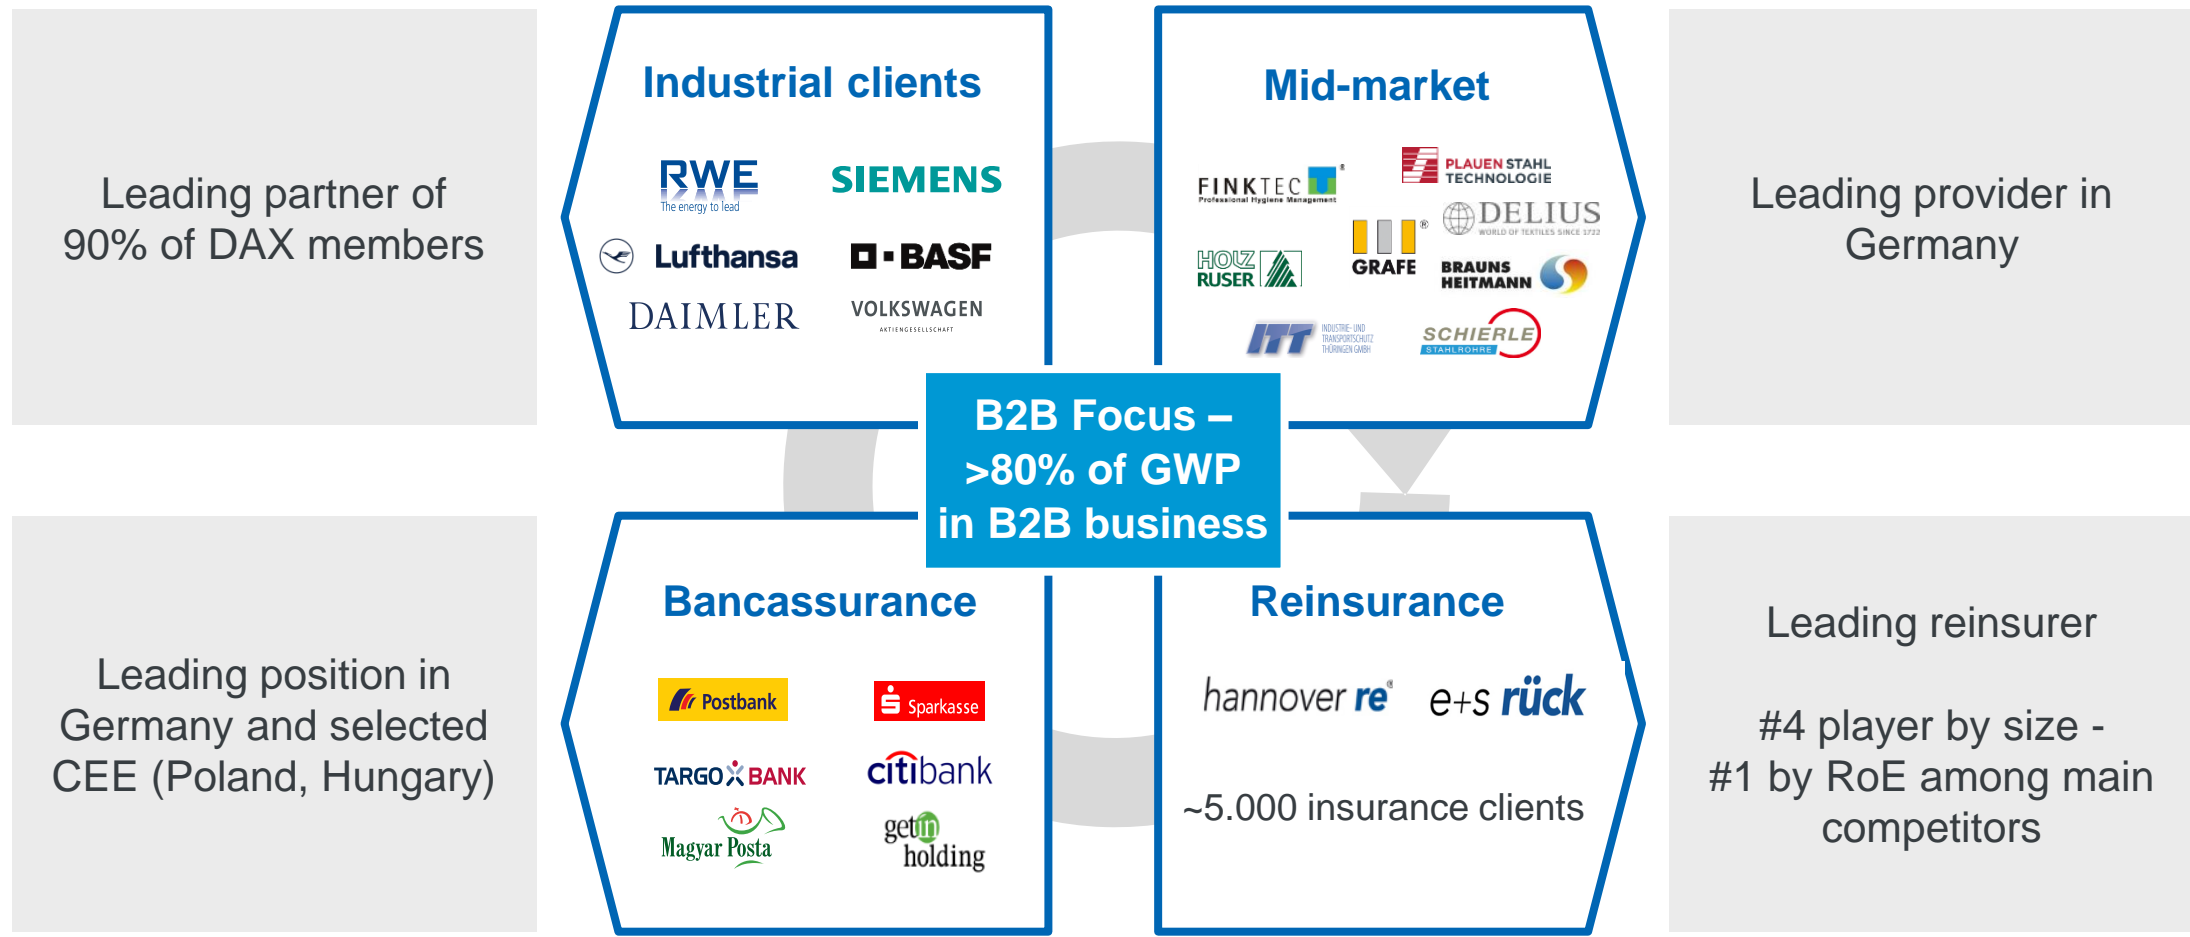 Leading partner of
90% of DAX members
Industrial clients
RWE
The energy to lead
SIEMENS
Lufthansa
BASF
DAIMLER
VOLKSWAGEN
AKTIENGESELLSCHAFT
Mid-market
FINKTEC ®
Professional Hygiene Management
PLAUEN STAHL
TECHNOLOGIE
DELIUS
WORLD OF TEXTILES SINCE 1722
HOLZ
RUSER
GRAFE ®
BRAUNS
HEITMANN
ITT
INDUSTRIE- UND
TRANSPORTSCHUTZ
THÜRINGEN GMBH
SCHIERLE
STAHLROHRE
Leading provider in
Germany
B2B Focus –
>80% of GWP
in B2B business
Leading position in
Germany and selected
CEE (Poland, Hungary)
Bancassurance
Postbank
Sparkasse
TARGO BANK
citibank
Magyar Posta
getin
holding
Reinsurance
hannover re®
e+s rück
~5.000 insurance clients
Leading reinsurer
#4 player by size -
#1 by RoE among main
competitors